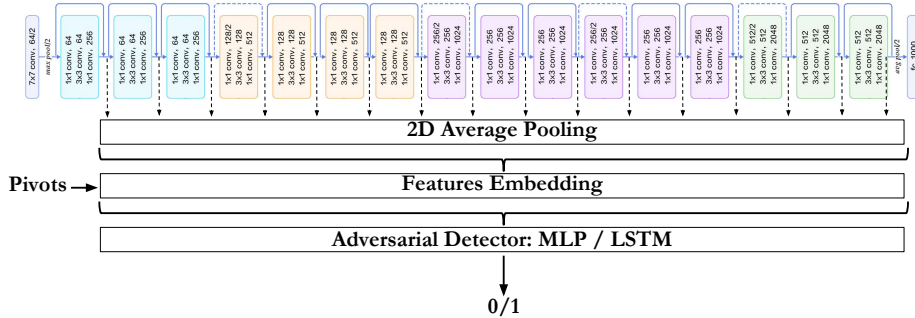 7x7 conv, 64/2
max pool/2
1x1 conv, 64
3x3 conv, 64
1x1 conv, 256
1x1 conv, 64
3x3 conv, 64
1x1 conv, 256
1x1 conv, 64
3x3 conv, 64
1x1 conv, 256
1x1 conv, 128/2
3x3 conv, 128
1x1 conv, 512
1x1 conv, 128
3x3 conv, 128
1x1 conv, 512
1x1 conv, 128
3x3 conv, 128
1x1 conv, 512
1x1 conv, 128
3x3 conv, 128
1x1 conv, 512
1x1 conv, 256/2
3x3 conv, 256
1x1 conv, 1024
1x1 conv, 256
3x3 conv, 256
1x1 conv, 1024
1x1 conv, 256
3x3 conv, 256
1x1 conv, 1024
1x1 conv, 256/2
3x3 conv, 256
1x1 conv, 1024
1x1 conv, 256
3x3 conv, 256
1x1 conv, 1024
1x1 conv, 256
3x3 conv, 256
1x1 conv, 1024
1x1 conv, 512/2
3x3 conv, 512
1x1 conv, 2048
1x1 conv, 512
3x3 conv, 512
1x1 conv, 2048
1x1 conv, 512
3x3 conv, 512
1x1 conv, 2048
avg pool/2
fc 1000
2D Average Pooling
Pivots
Features Embedding
Adversarial Detector: MLP / LSTM
0/1